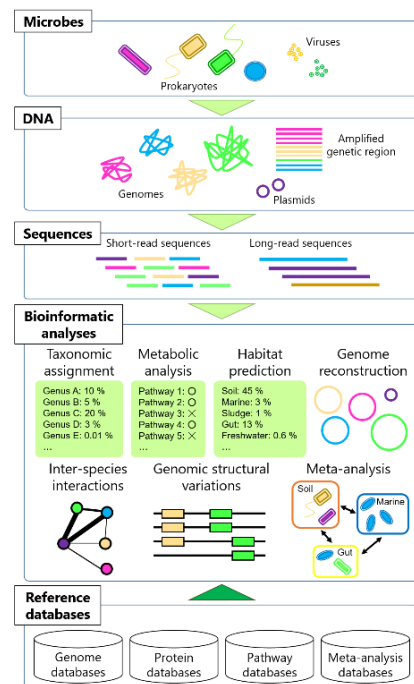 Microbes
Viruses
Prokaryotes
DNA
Amplified
genetic region
Genomes
Plasmids
Sequences
Short-read sequences
Long-read sequences
Bioinformatic
analyses
Taxonomic
assignment
Genus A: 10 %
Genus B: 5 %
Genus C: 20 %
Genus D: 3 %
Genus E: 0.01 %
...
Metabolic
analysis
Pathway 1: ○
Pathway 2: ○
Pathway 3: ×
Pathway 4: ○
Pathway 5: ×
...
Habitat
prediction
Soil: 45 %
Marine: 3 %
Sludge: 1 %
Gut: 13 %
Freshwater: 0.6 %
...
Genome
reconstruction
Inter-species
interactions
Genomic structural
variations
Meta-analysis
Soil
Marine
Gut
Reference
databases
Genome
databases
Protein
databases
Pathway
databases
Meta-analysis
databases